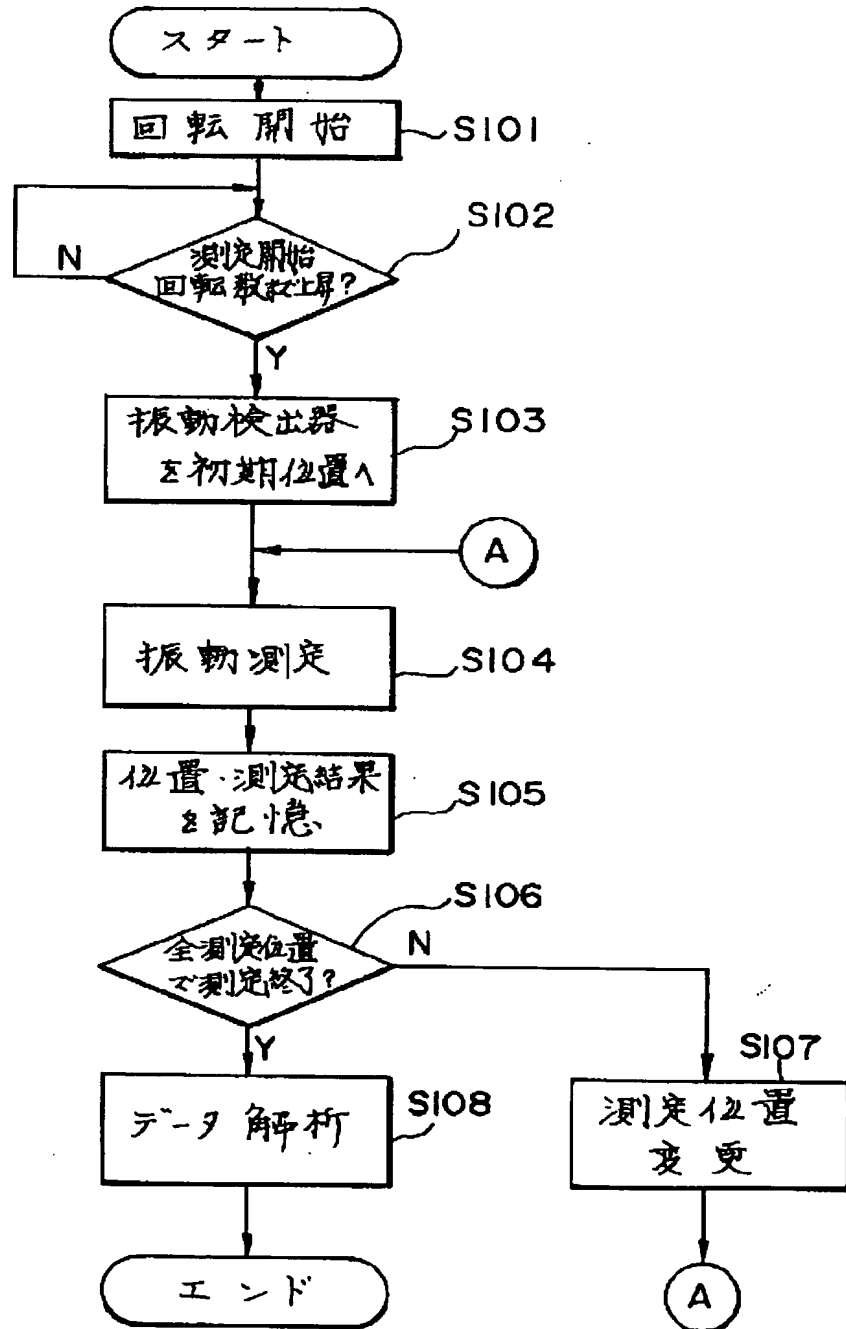 スタート
回転開始
S101
測定開始
回転数まで上昇?
S102
N
Y
振動検出器
を初期位置へ
S103
A
振動測定
S104
位置・測定結果
を記憶
S105
全測定位置
で測定終了?
S106
N
Y
データ解析
S108
測定位置
変更
S107
エンド
A